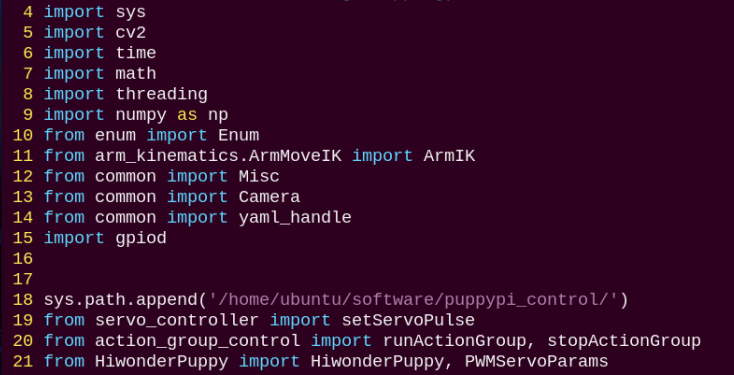 4 import sys
5 import cv2
6 import time
7 import math
8 import threading
9 import numpy as np
10 from enum import Enum
11 from arm_kinematics.ArmMoveIK import ArmIK
12 from common import Misc
13 from common import Camera
14 from common import yaml_handle
15 import gpiod
16
17
18 sys.path.append('/home/ubuntu/software/puppypi_control/')
19 from servo_controller import setServoPulse
20 from action_group_control import runActionGroup, stopActionGroup
21 from HiwonderPuppy import HiwonderPuppy, PWMServoParams